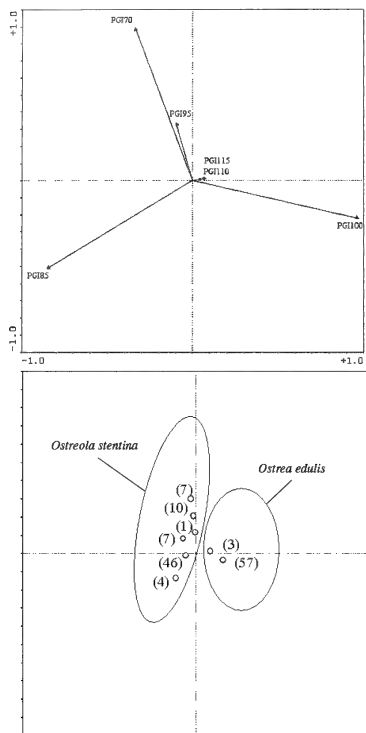 +1.0
PGI70
PGI95
PGI115
PGI110
PGI100
PGI85
-1.0
-1.0
+1.0
Ostreola stentina
Ostrea edulis
(7)
(10)
(1)
(7)
(3)
(46)
(57)
(4)